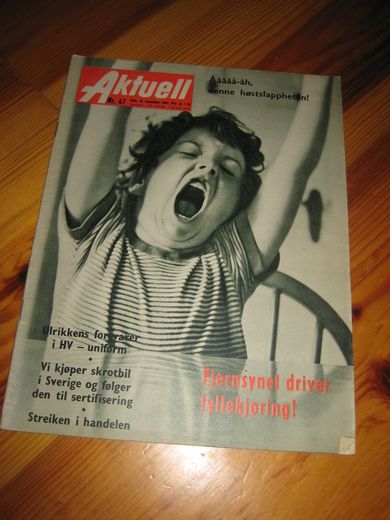 Aktuell
Nr. 47
Aåååå-åh,
denne høstslappheten!
Ulrikkens forsvarer
i HV – uniform
•
Vi kjøper skrotbil
i Sverige og følger
den til sertifisering
•
Streiken i handelen
Fjernsynet driver
fyllekjøring!